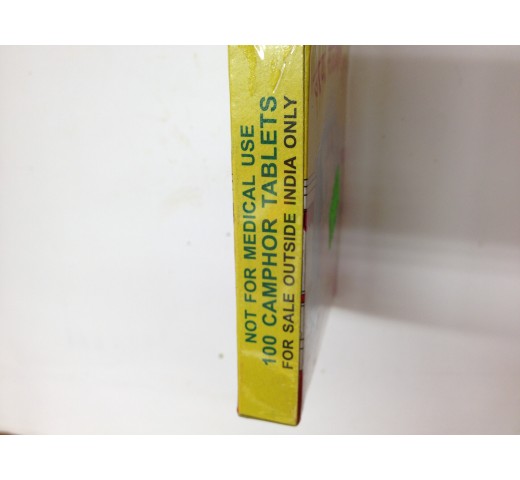 NOT FOR MEDICAL USE
100 CAMPHOR TABLETS
FOR SALE OUTSIDE INDIA ONLY